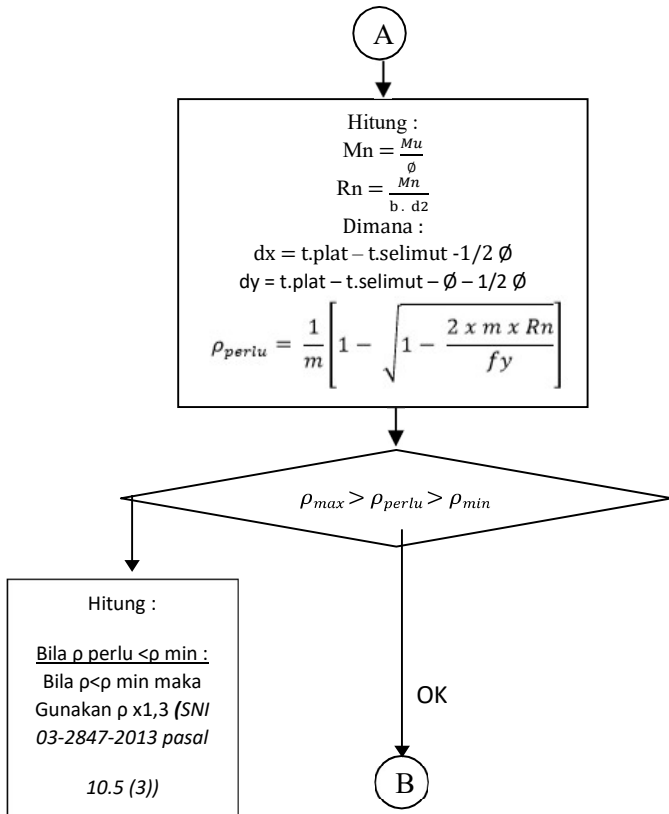 A
Hitung :
Mn = Mu/Ø
Rn = Mn/b . d2
Dimana :
dx = t.plat – t.selimut -1/2 Ø
dy = t.plat – t.selimut – Ø – 1/2 Ø
ρperlu = 1/m [1 − √(1 − 2 x m x Rn/fy)]
ρmax > ρperlu > ρmin
Hitung :
Bila ρ perlu <ρ min :
Bila ρ<ρ min maka
Gunakan ρ x1,3 (SNI
03-2847-2013 pasal
10.5 (3))
OK
B